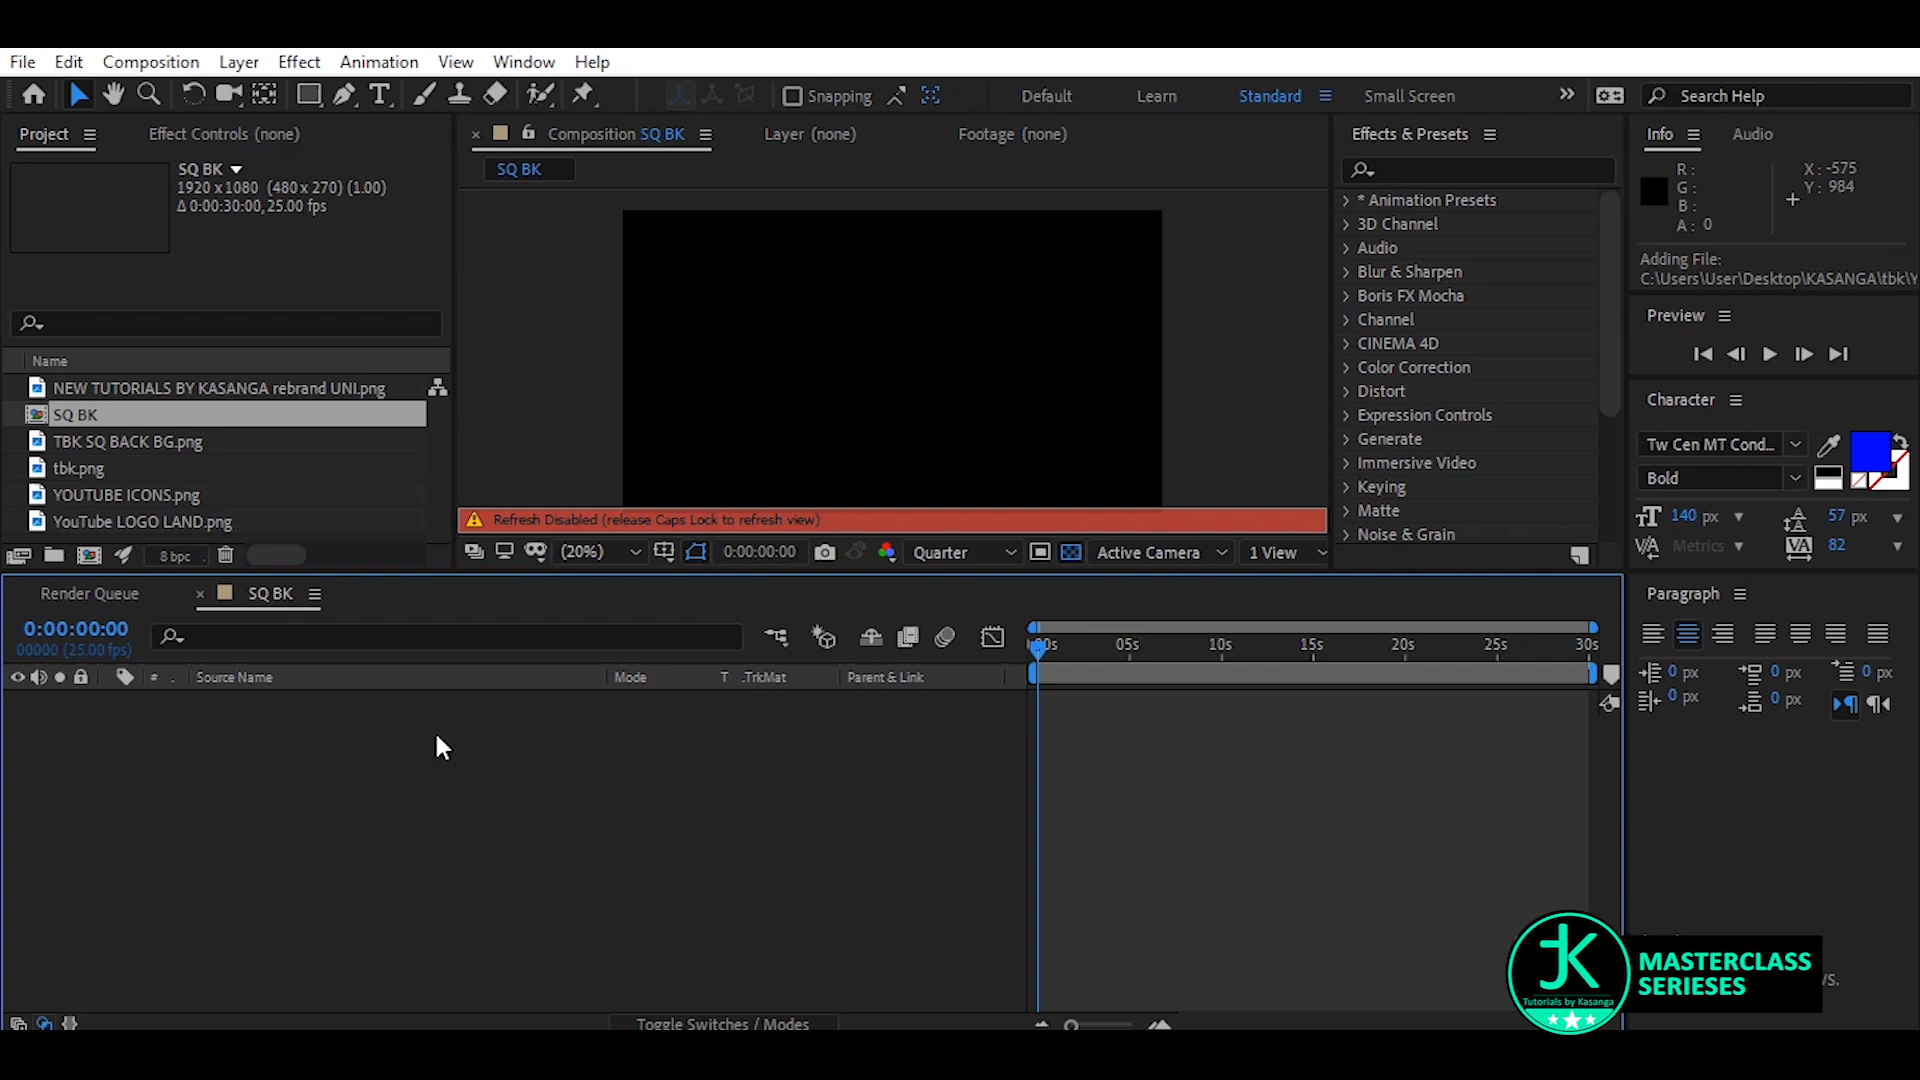 File Edit Composition Layer Effect Animation View Window Help
Snapping Default Learn Standard Small Screen Search Help
Project Effect Controls (none)
SQ BK
1920 x 1080 (480 x 270) (1.00)
Δ 0:00:30:00, 25.00 fps
Name
NEW TUTORIALS BY KASANGA rebrand UNI.png
SQ BK
TBK SQ BACK BG.png
tbk.png
YOUTUBE ICONS.png
YouTube LOGO LAND.png
8 bpc
Composition SQ BK Layer (none) Footage (none)
SQ BK
Refresh Disabled (release Caps Lock to refresh view)
(20%) 0:00:00:00 Quarter Active Camera 1 View
Effects & Presets
* Animation Presets
3D Channel
Audio
Blur & Sharpen
Boris FX Mocha
Channel
CINEMA 4D
Color Correction
Distort
Expression Controls
Generate
Immersive Video
Keying
Matte
Noise & Grain
Info Audio
R :
G :
B :
A : 0
X : -575
Y : 984
Adding File:
C:\Users\User\Desktop\KASANGA\tbk\Y
Preview
Character
Tw Cen MT Cond...
Bold
140 px 57 px
Metrics 82
Paragraph
0 px 0 px 0 px
0 px 0 px
Render Queue SQ BK
0:00:00:00
00000 (25.00 fps)
# . Source Name Mode T .TrkMat Parent & Link
05s 10s 15s 20s 25s 30s
Toggle Switches / Modes
JK
Tutorials by Kasanga
MASTERCLASS
SERIESES